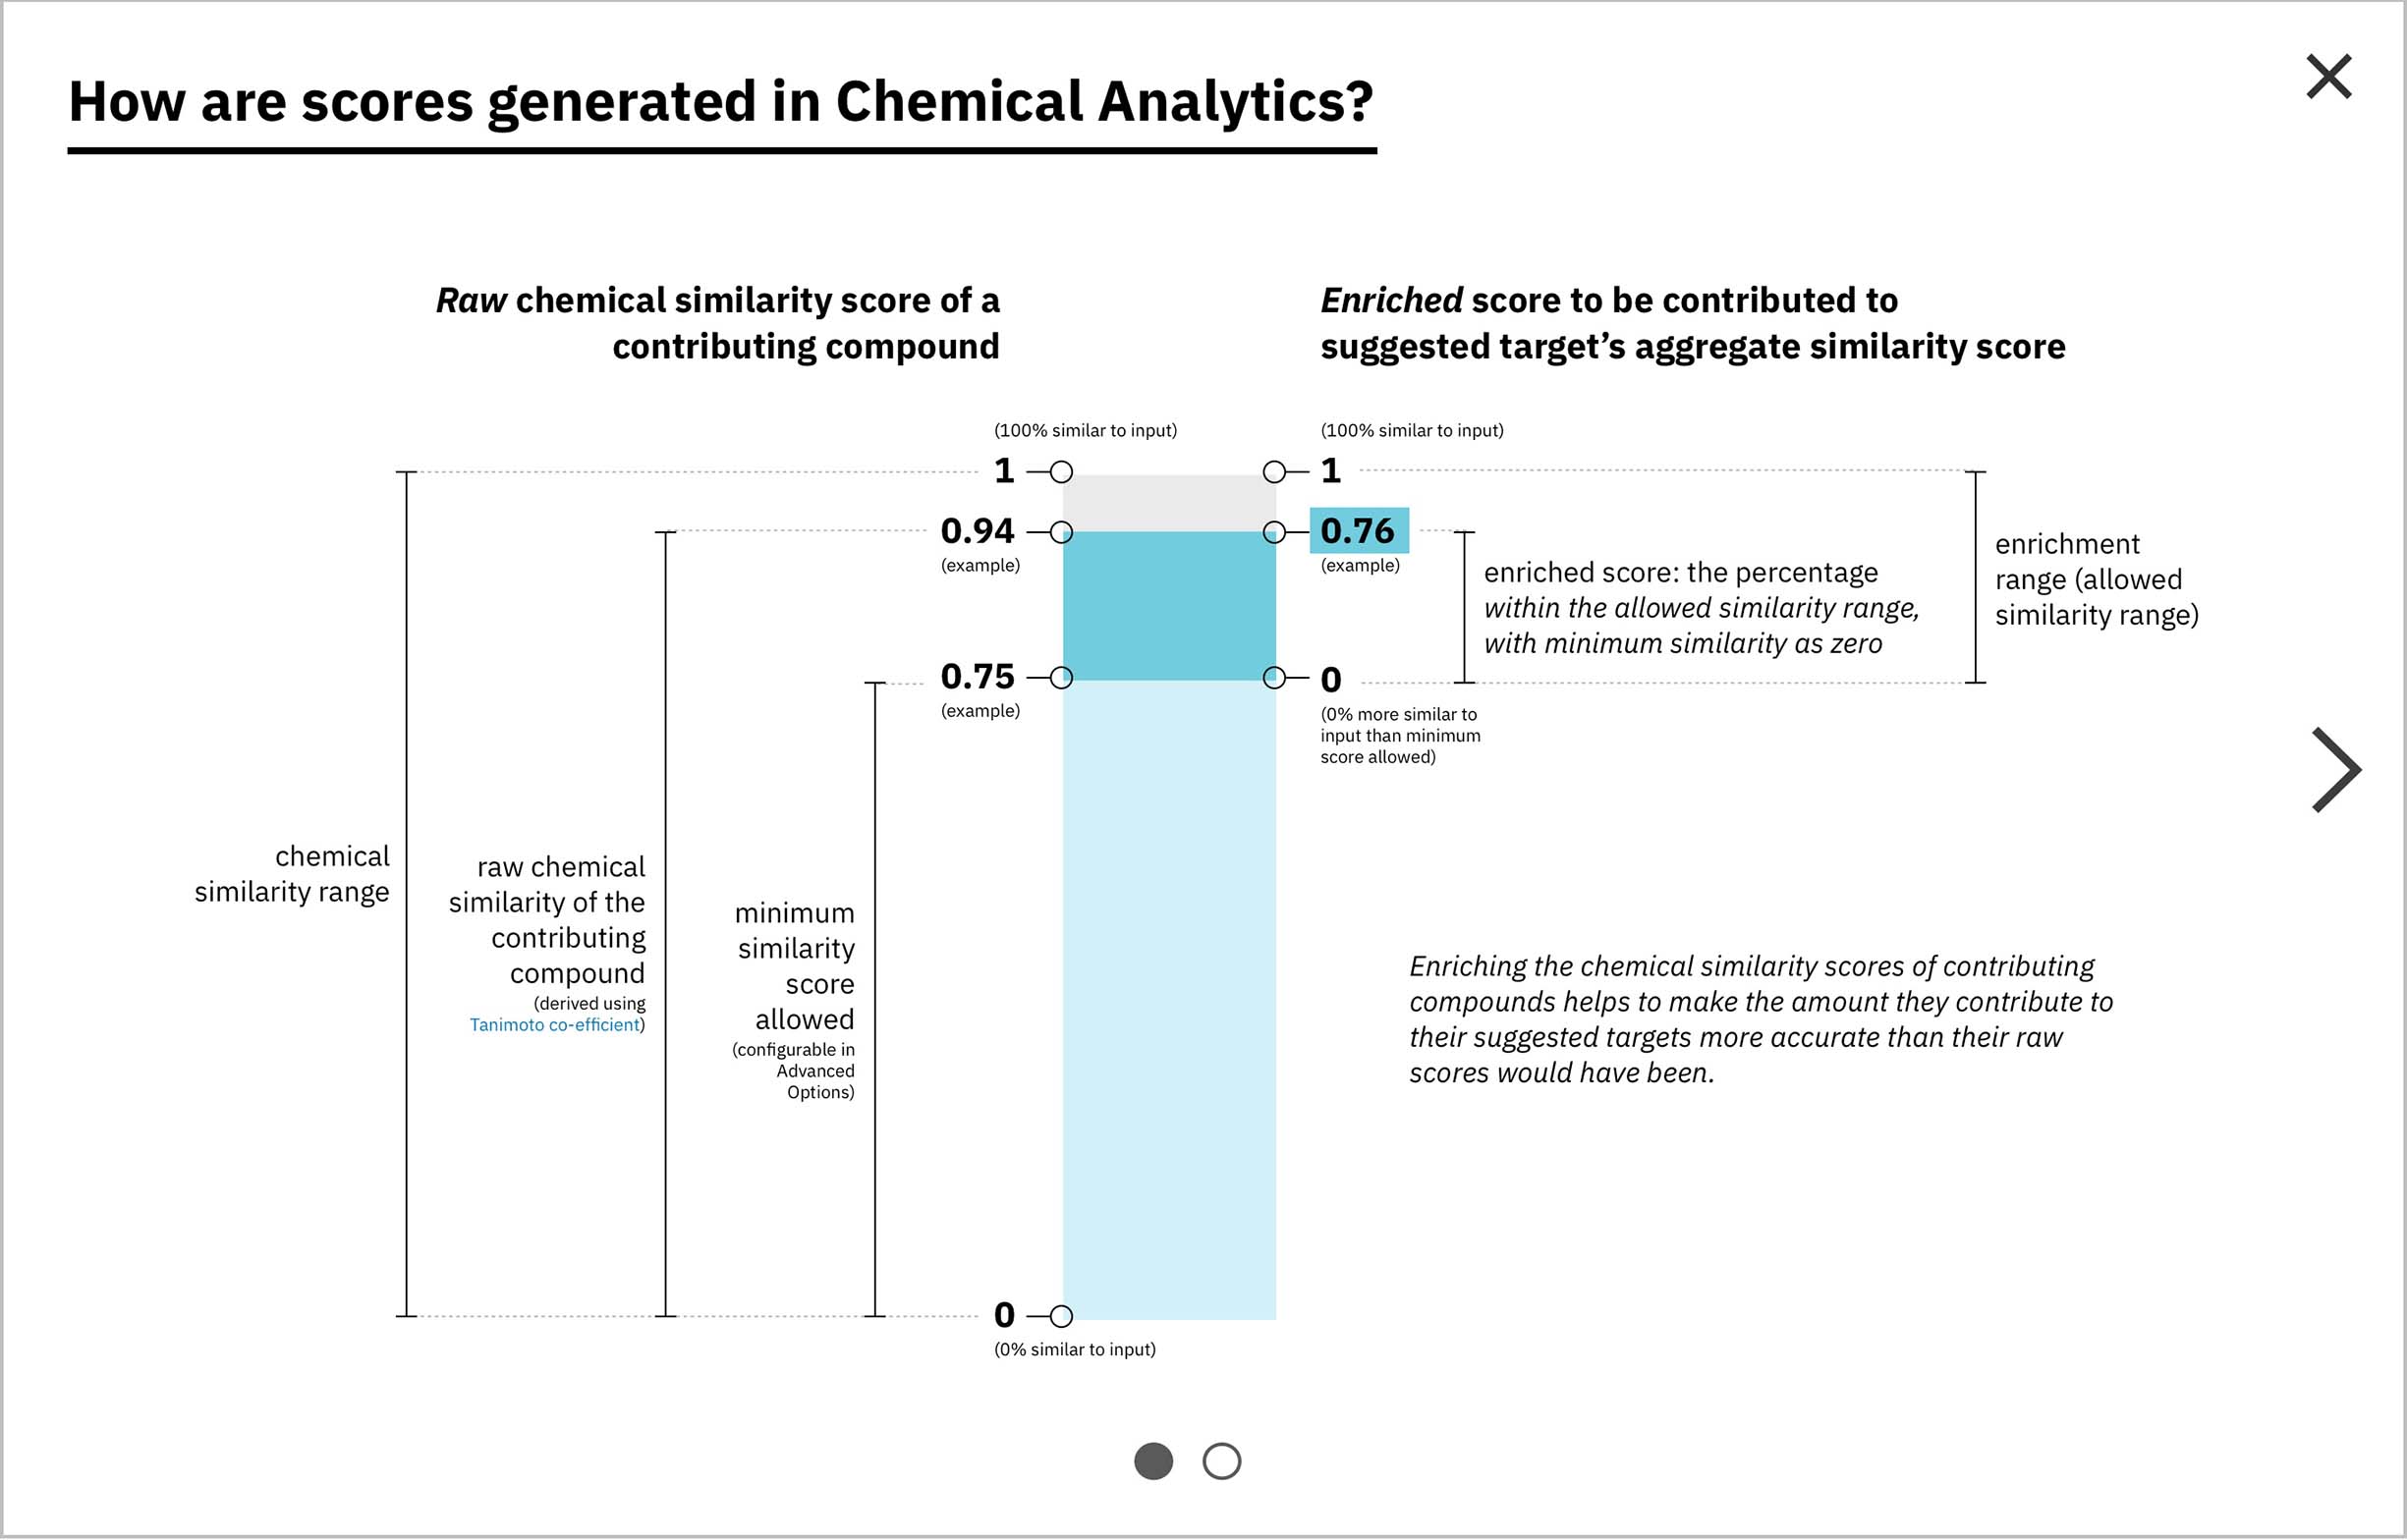 How are scores generated in Chemical Analytics?
Raw chemical similarity score of a
contributing compound
Enriched score to be contributed to
suggested target’s aggregate similarity score
(100% similar to input)
1
0.94
(example)
0.75
(example)
0
(0% similar to input)
chemical
similarity range
raw chemical
similarity of the
contributing
compound
(derived using
Tanimoto co-efficient)
minimum
similarity
score
allowed
(configurable in
Advanced
Options)
(100% similar to input)
1
0.76
(example)
0
(0% more similar to
input than minimum
score allowed)
enriched score: the percentage
within the allowed similarity range,
with minimum similarity as zero
enrichment
range (allowed
similarity range)
Enriching the chemical similarity scores of contributing
compounds helps to make the amount they contribute to
their suggested targets more accurate than their raw
scores would have been.